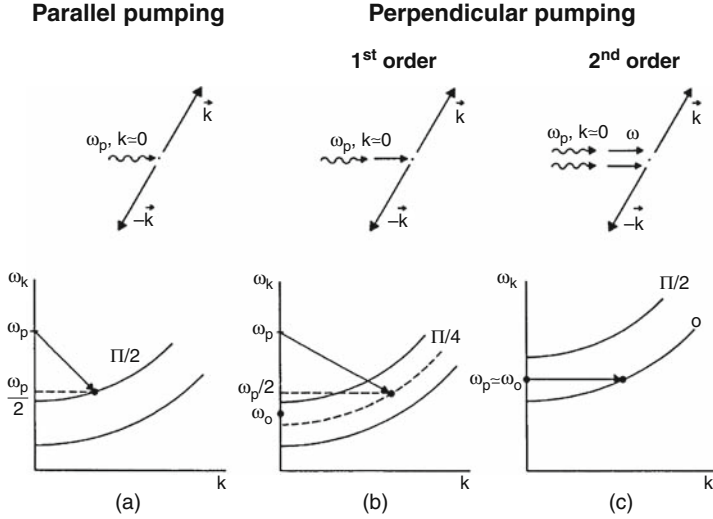 Parallel pumping
Perpendicular pumping
1st order
2nd order
ωp, k≈0
k⃗
–k⃗
ωp, k≈0
k⃗
–k⃗
ωp, k≈0
ω
k⃗
–k⃗
ωk
ωp
Π/2
ωp/2
k
(a)
ωk
ωp
Π/4
ωp/2
ωo
k
(b)
ωk
Π/2
o
ωp≃ωo
k
(c)